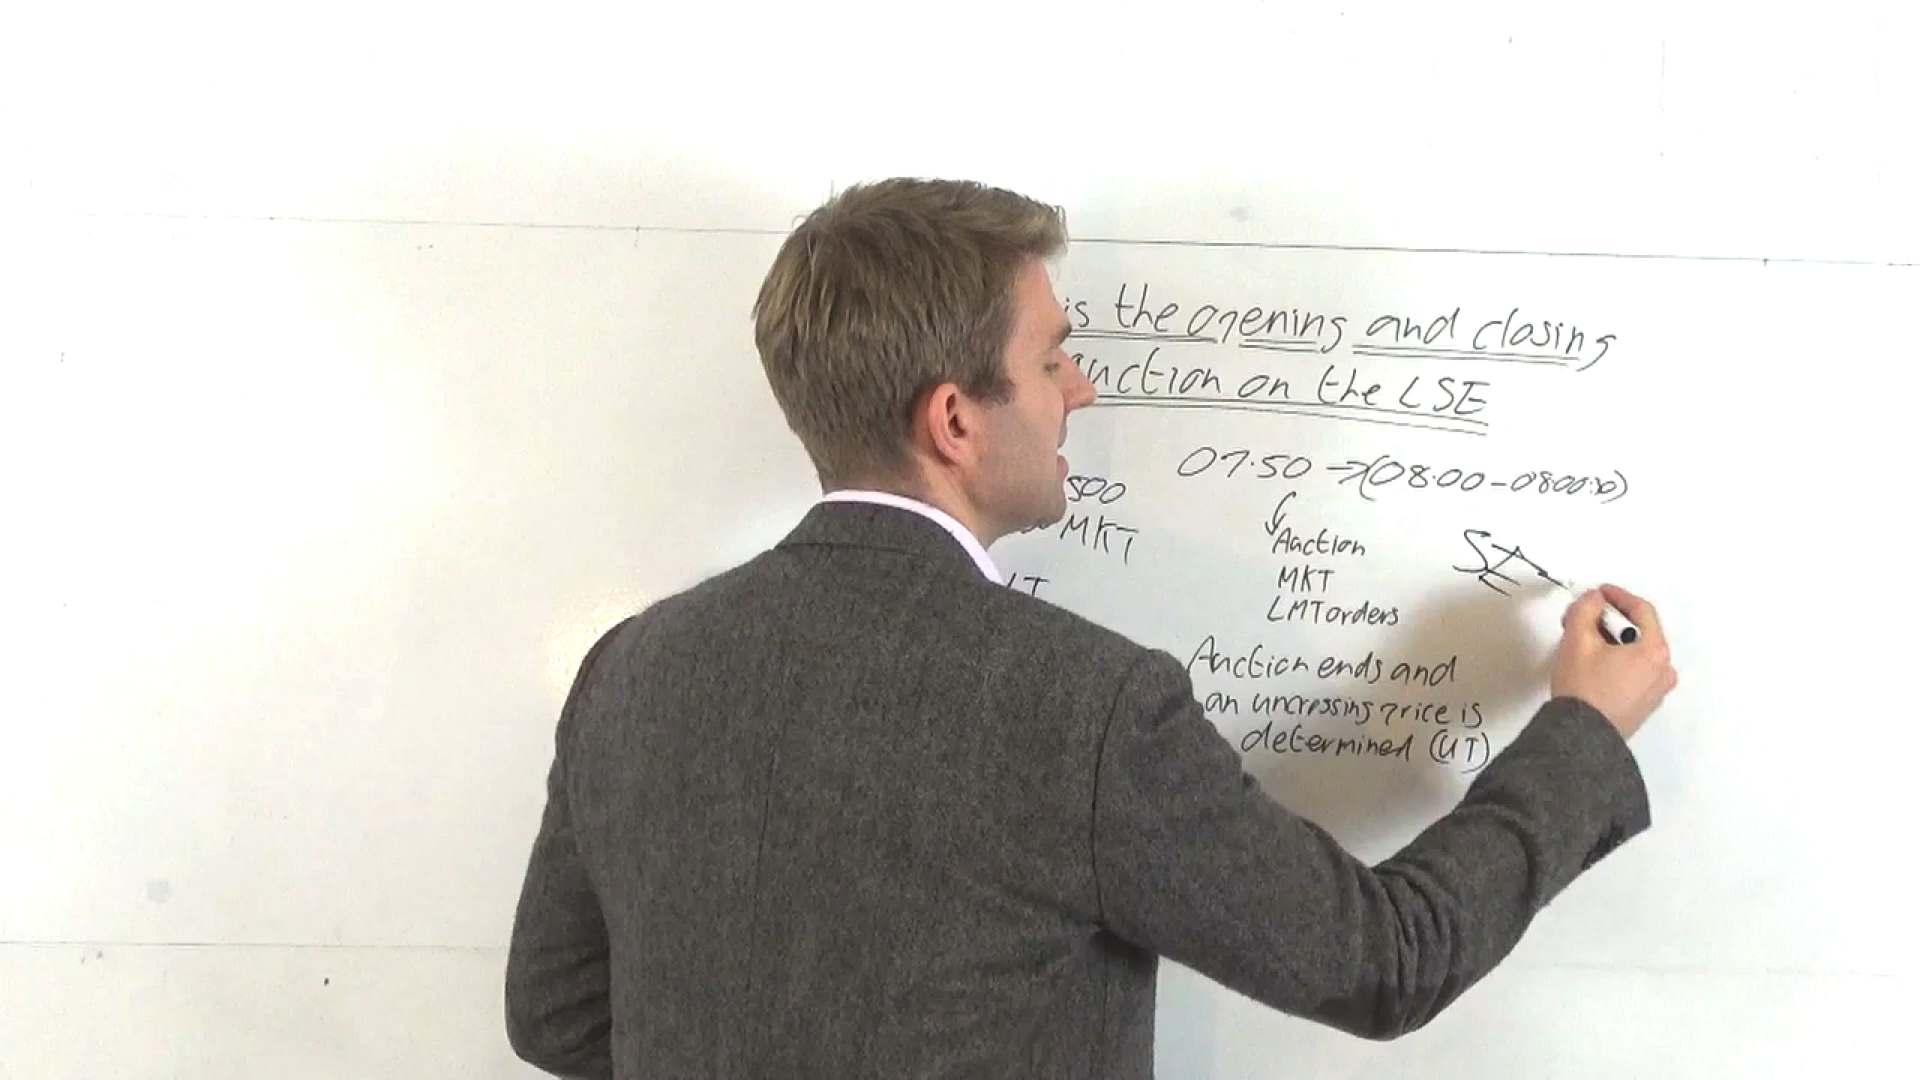 is the opening and closing
auction on the LSE
07.50 → (08:00 - 08:00:30)
500
MKT
Auction
MKT
LMT orders
Auction ends and
an uncrossing price is
determined (UT)